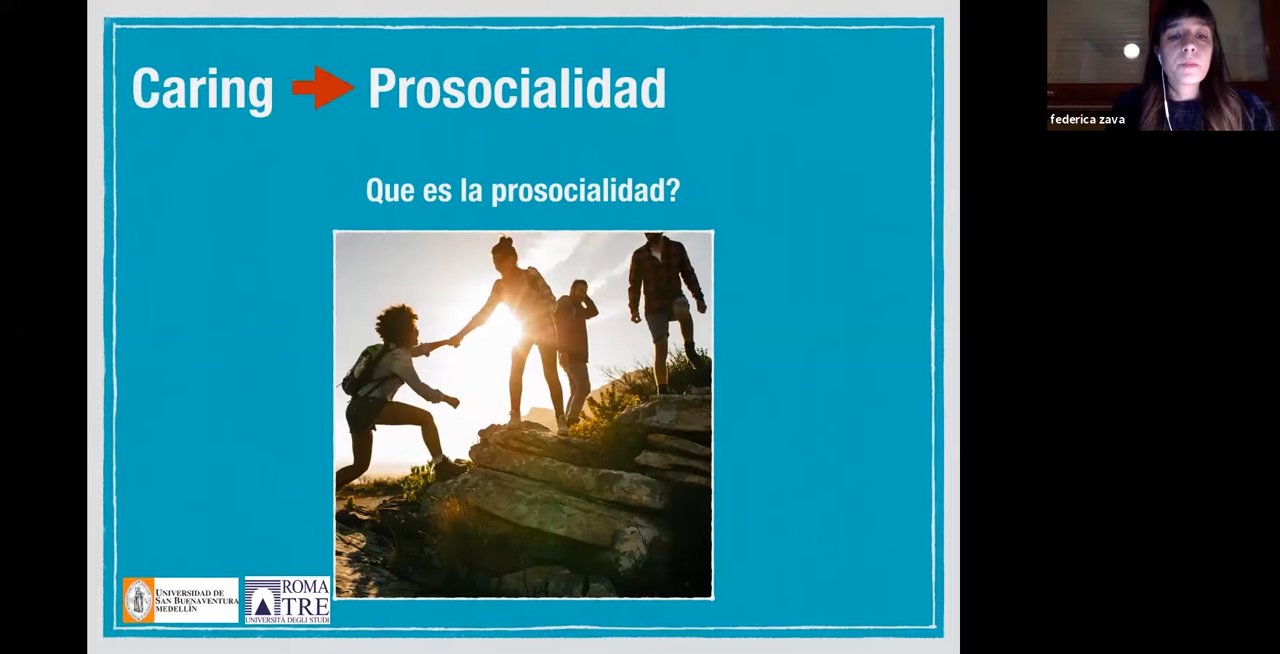 Caring Prosocialidad
Que es la prosocialidad?
federica zava
UNIVERSIDAD DE
SAN BUENAVENTURA
MEDELLÍN
ROMA
TRE
UNIVERSITÀ DEGLI STUDI